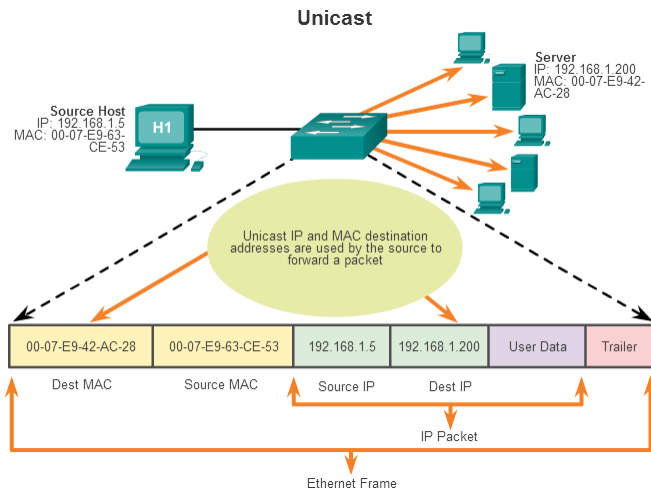 Unicast
Server
IP: 192.168.1.200
MAC: 00-07-E9-42-
AC-28
Source Host
IP: 192.168.1.5
MAC: 00-07-E9-63-
CE-53
H1
Unicast IP and MAC destination
addresses are used by the source to
forward a packet
00-07-E9-42-AC-28 00-07-E9-63-CE-53 192.168.1.5 192.168.1.200 User Data Trailer
Dest MAC Source MAC Source IP Dest IP
IP Packet
Ethernet Frame